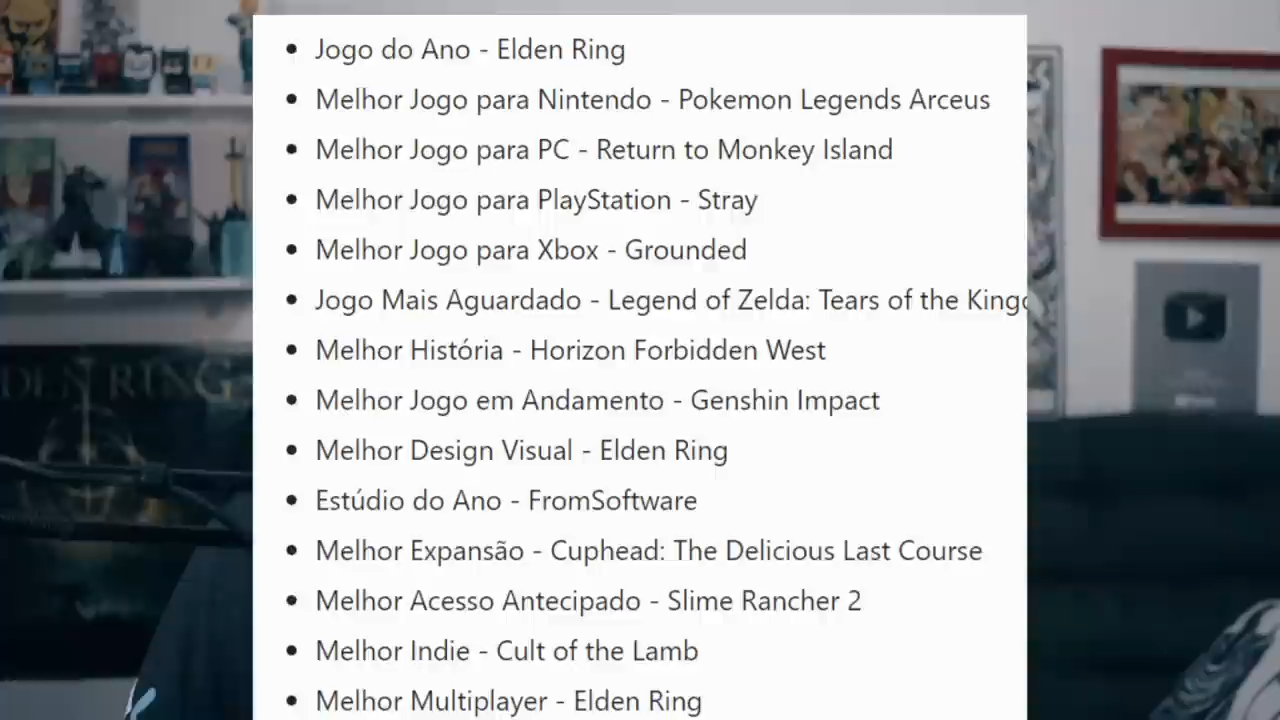 • Jogo do Ano - Elden Ring
• Melhor Jogo para Nintendo - Pokemon Legends Arceus
• Melhor Jogo para PC - Return to Monkey Island
• Melhor Jogo para PlayStation - Stray
• Melhor Jogo para Xbox - Grounded
• Jogo Mais Aguardado - Legend of Zelda: Tears of the
• Melhor História - Horizon Forbidden West
• Melhor Jogo em Andamento - Genshin Impact
• Melhor Design Visual - Elden Ring
• Estúdio do Ano - FromSoftware
• Melhor Expansão - Cuphead: The Delicious Last Course
• Melhor Acesso Antecipado - Slime Rancher 2
• Melhor Indie - Cult of the Lamb
• Melhor Multiplayer - Elden Ring
RING